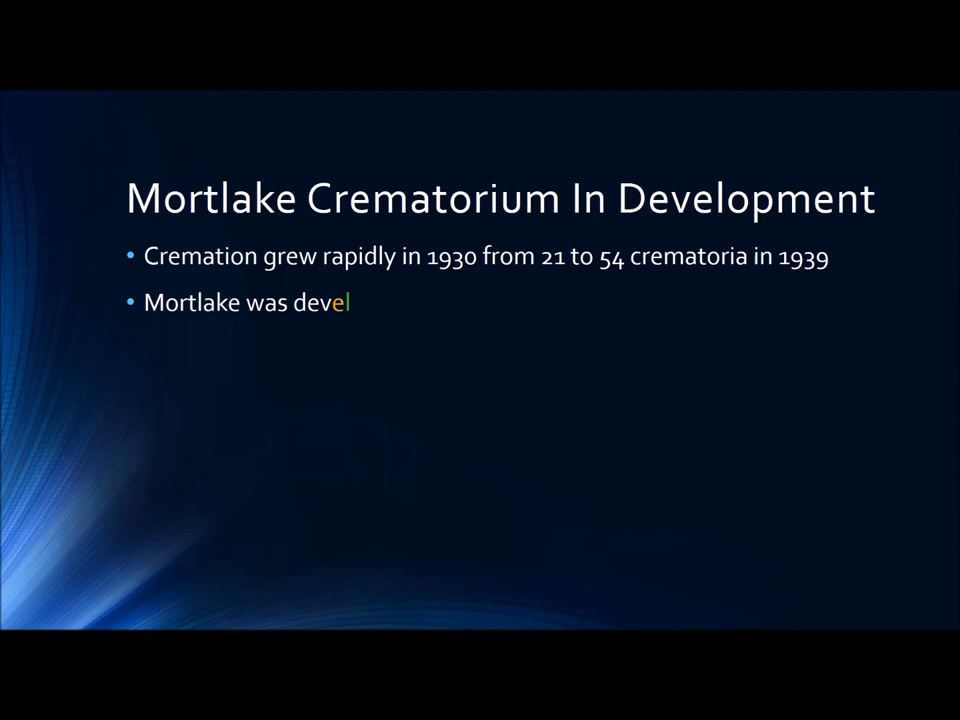 Mortlake Crematorium In Development
• Cremation grew rapidly in 1930 from 21 to 54 crematoria in 1939
• Mortlake was devel